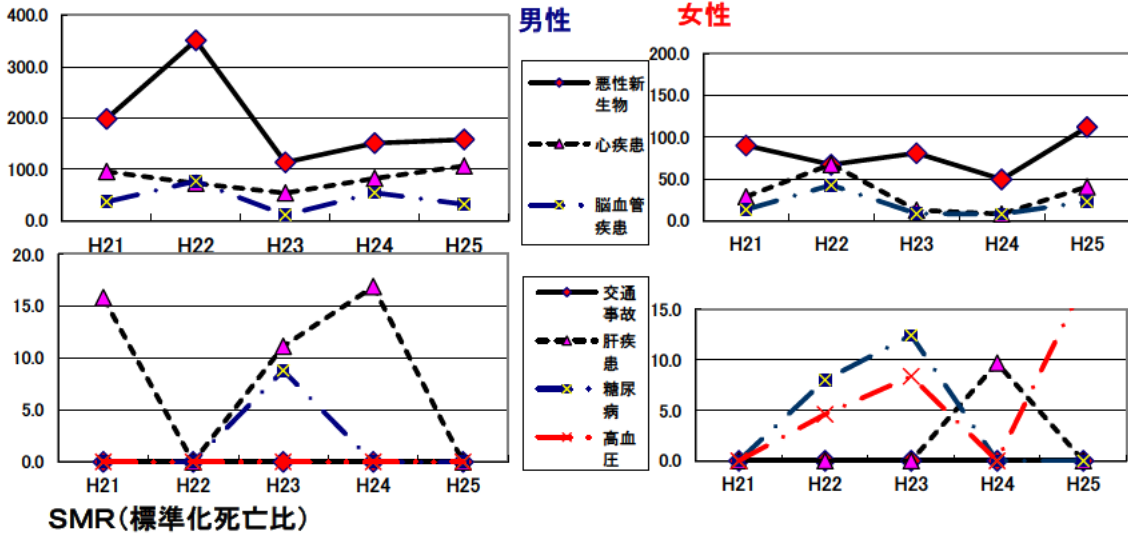 男性
女性
400.0
300.0
200.0
100.0
0.0
H21 H22 H23 H24 H25
悪性新
生物
心疾患
脳血管
疾患
200.0
150.0
100.0
50.0
0.0
H21 H22 H23 H24 H25
20.0
15.0
10.0
5.0
0.0
H21 H22 H23 H24 H25
交通
事故
肝疾
患
糖尿
病
高血
圧
15.0
10.0
5.0
0.0
H21 H22 H23 H24 H25
SMR(標準化死亡比)